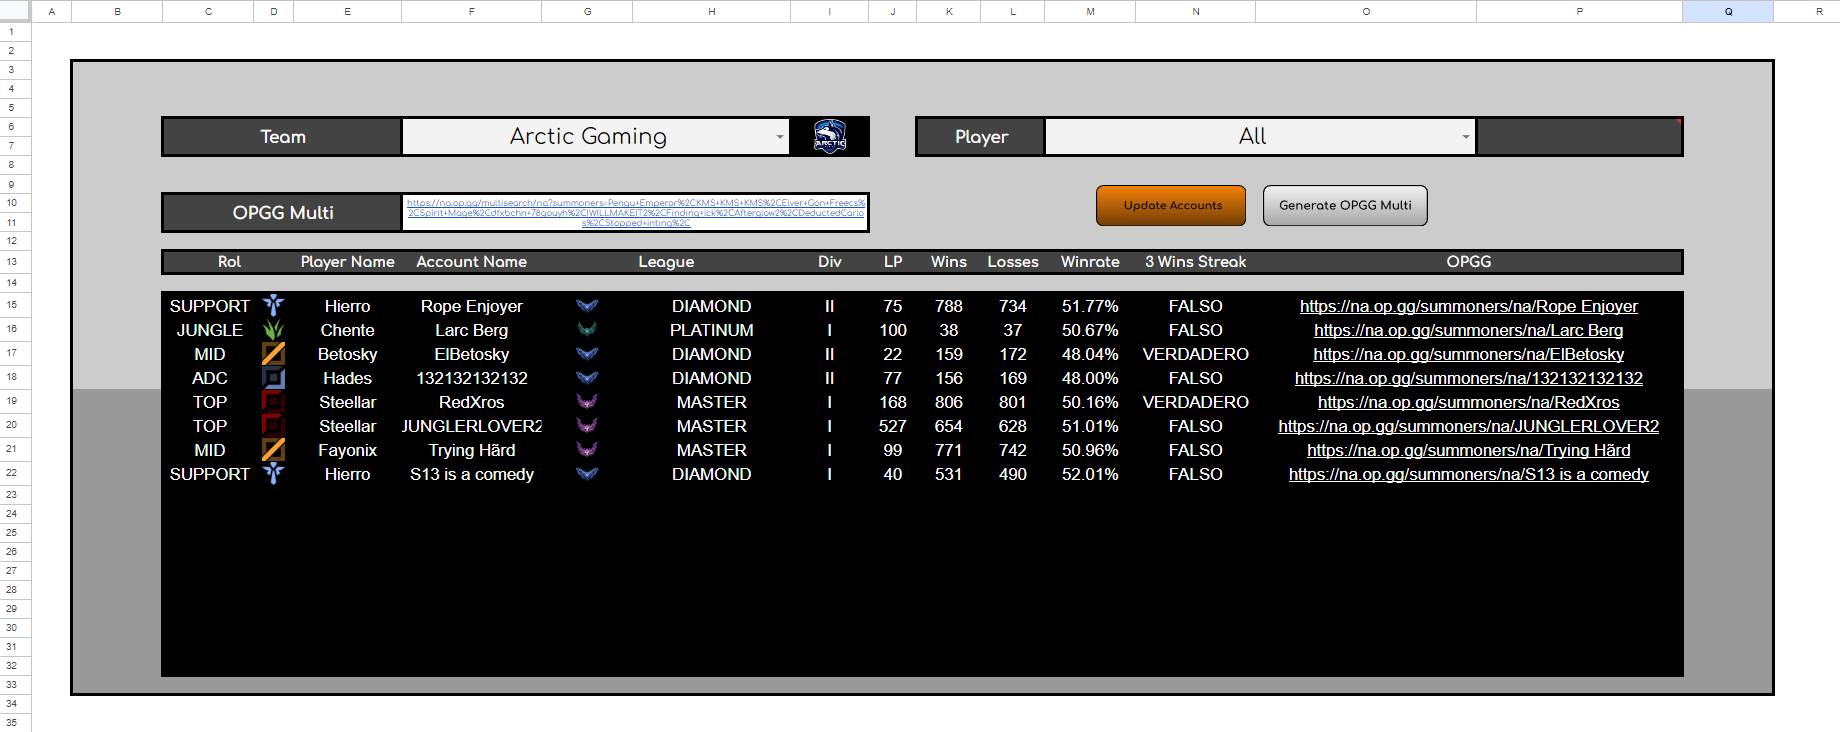 A B C D E F G H I J K L M N O P Q R
1
2
3
4
5
6 Team Arctic Gaming ARCTIC Player All
7
8
9 Update Accounts Generate OPGG Multi
10 OPGG Multi https://na.op.gg/multisearch/na?summoners=Pengu+Emperor%2CKMS+KMS+KMS%2CElver+Gon+Freecs%
%2CSpirit+Mage%2Cdfxbchn+78gouyh%2CIWILLMAKEIT2%2CFinding+Ick%2CAfterglow2%2CDeductedCarlo
11 s%2CStopped+inting%2C
12
13 Rol Player Name Account Name League Div LP Wins Losses Winrate 3 Wins Streak OPGG
14
15 SUPPORT Hierro Rope Enjoyer DIAMOND II 75 788 734 51.77% FALSO https://na.op.gg/summoners/na/Rope Enjoyer
16 JUNGLE Chente Larc Berg PLATINUM I 100 38 37 50.67% FALSO https://na.op.gg/summoners/na/Larc Berg
17 MID Betosky ElBetosky DIAMOND II 22 159 172 48.04% VERDADERO https://na.op.gg/summoners/na/ElBetosky
18 ADC Hades 132132132132 DIAMOND II 77 156 169 48.00% FALSO https://na.op.gg/summoners/na/132132132132
19 TOP Steellar RedXros MASTER I 168 806 801 50.16% VERDADERO https://na.op.gg/summoners/na/RedXros
20 TOP Steellar JUNGLERLOVER2 MASTER I 527 654 628 51.01% FALSO https://na.op.gg/summoners/na/JUNGLERLOVER2
21 MID Fayonix Trying Hãrd MASTER I 99 771 742 50.96% FALSO https://na.op.gg/summoners/na/Trying Hãrd
22 SUPPORT Hierro S13 is a comedy DIAMOND I 40 531 490 52.01% FALSO https://na.op.gg/summoners/na/S13 is a comedy
23
24
25
26
27
28
29
30
31
32
33
34
35